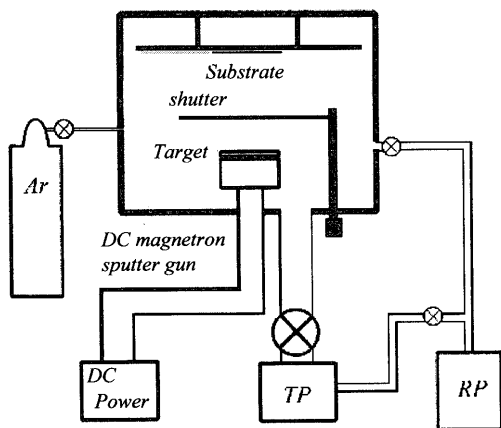 Substrate
shutter
Ar
Target
DC magnetron
sputter gun
DC
Power
TP
RP